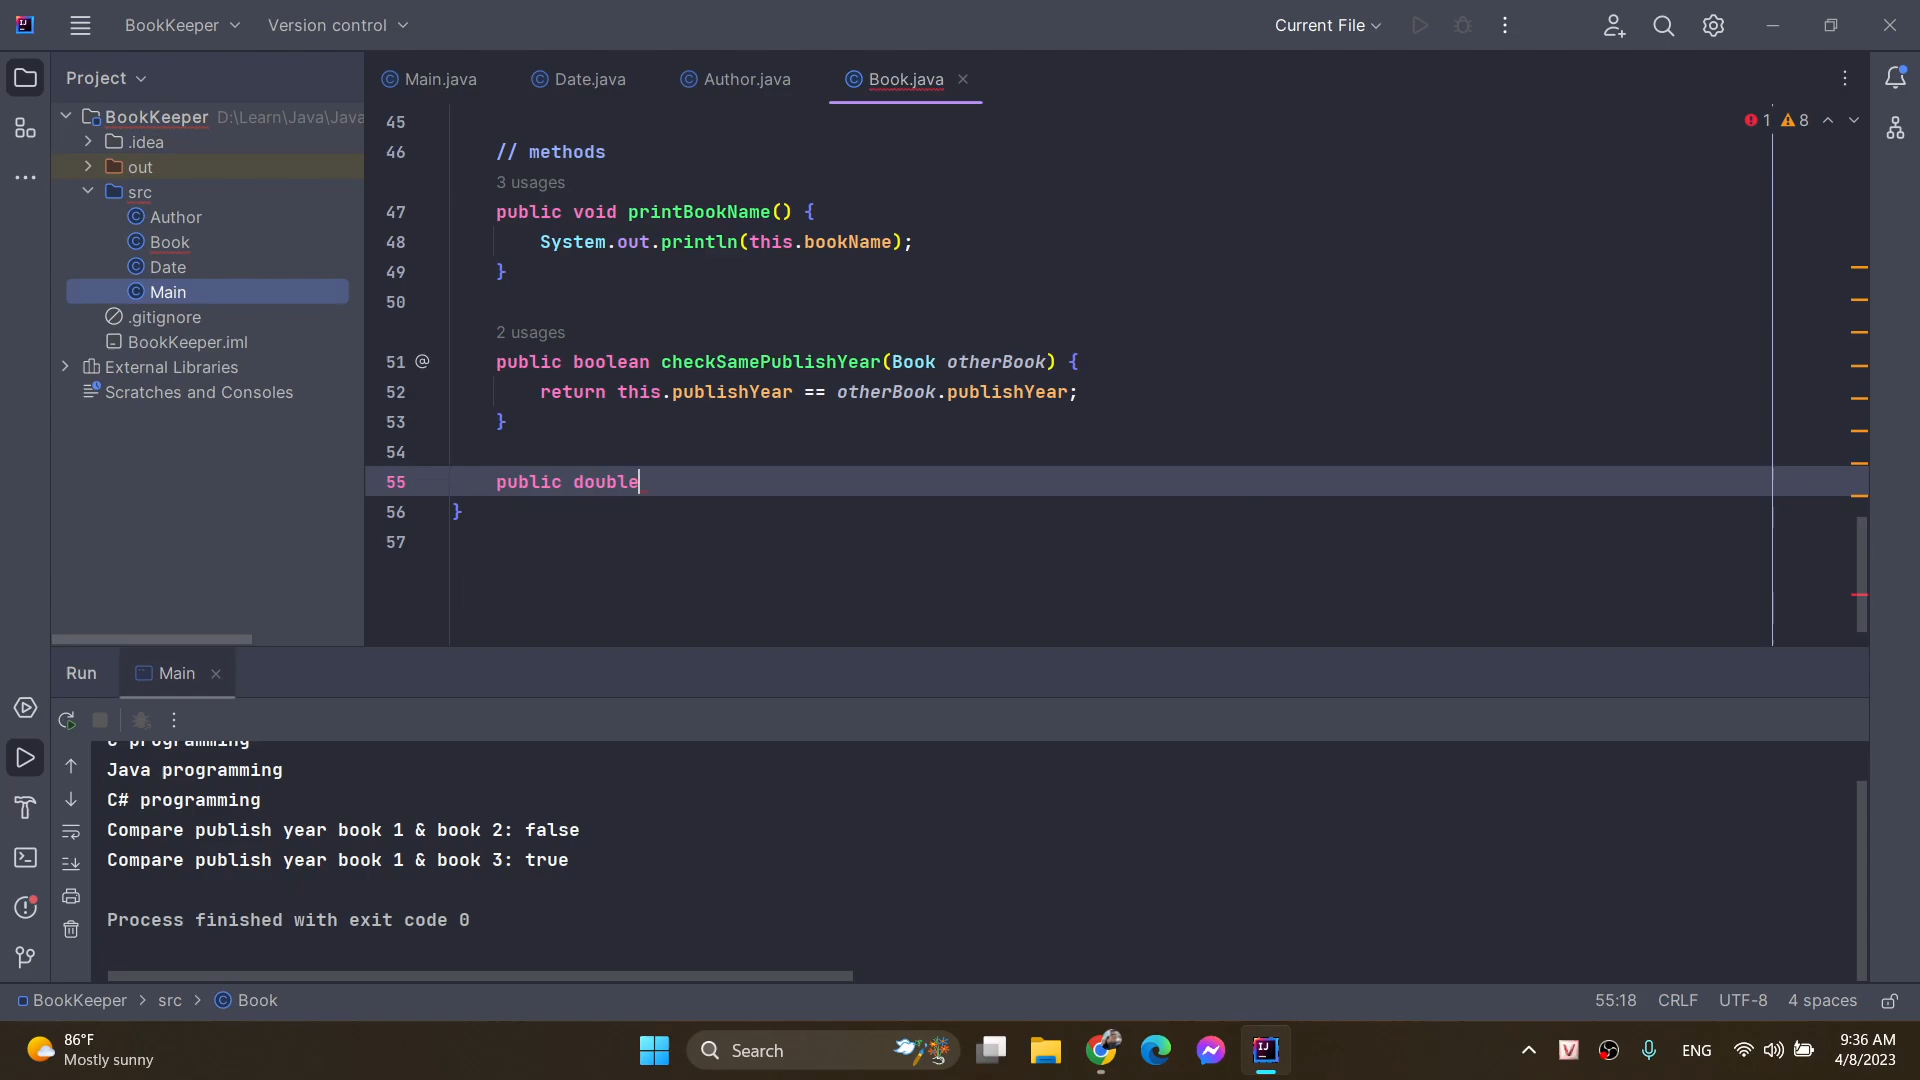 BookKeeper
Version control
Current File
Project
Main.java
Date.java
Author.java
Book.java
BookKeeper D:\Learn\Java\Java
.idea
out
src
Author
Book
Date
Main
.gitignore
BookKeeper.iml
External Libraries
Scratches and Consoles
1 8
45
46 // methods
3 usages
47 public void printBookName() {
48 System.out.println(this.bookName);
49 }
50
2 usages
51 @ public boolean checkSamePublishYear(Book otherBook) {
52 return this.publishYear == otherBook.publishYear;
53 }
54
55 public double
56 }
57
Run
Main
C programming
Java programming
C# programming
Compare publish year book 1 & book 2: false
Compare publish year book 1 & book 3: true
Process finished with exit code 0
BookKeeper > src > Book
55:18 CRLF UTF-8 4 spaces
86°F
Mostly sunny
Search
ENG
9:36 AM
4/8/2023